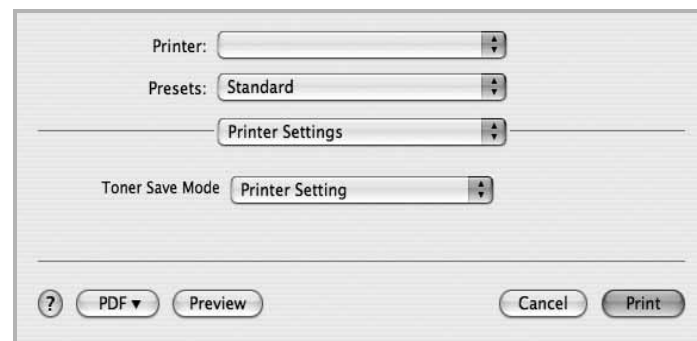 Printer:
Presets: Standard
Printer Settings
Toner Save Mode Printer Setting
? PDF ▼ Preview Cancel Print